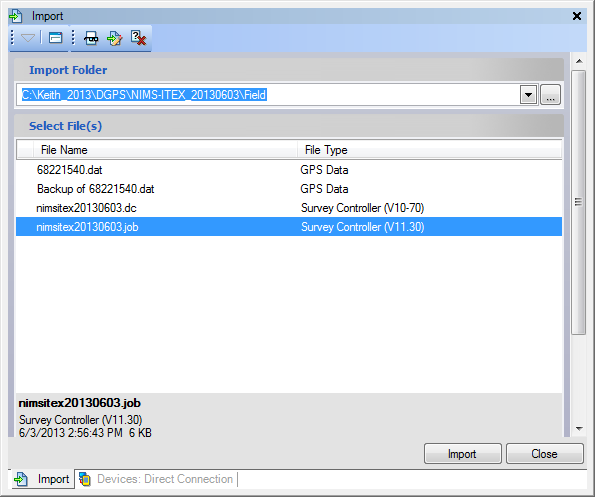 Import
Import Folder
C:\Keith_2013\DGPS\NIMS-ITEX_20130603\Field
...
Select File(s)
File Name File Type
68221540.dat GPS Data
Backup of 68221540.dat GPS Data
nimsitex20130603.dc Survey Controller (V10-70)
nimsitex20130603.job Survey Controller (V11.30)
nimsitex20130603.job
Survey Controller (V11.30)
6/3/2013 2:56:43 PM 6 KB
Import Close
Import Devices: Direct Connection